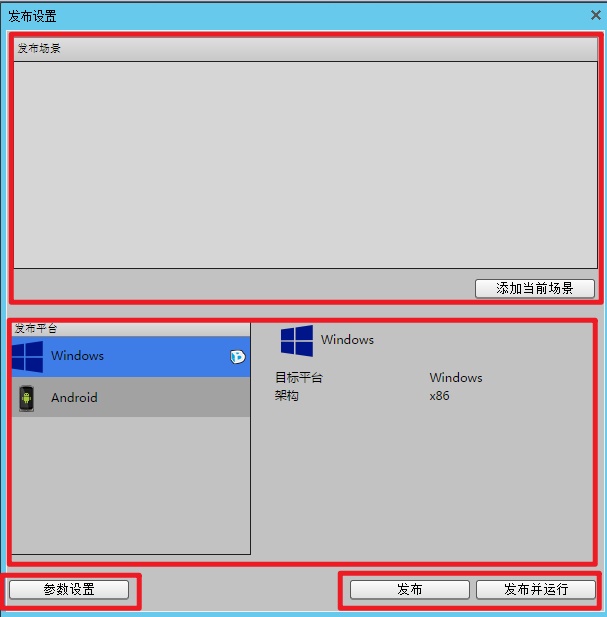 发布设置
发布场景
添加当前场景
发布平台
Windows
Android
Windows
目标平台 Windows
架构 x86
参数设置
发布
发布并运行